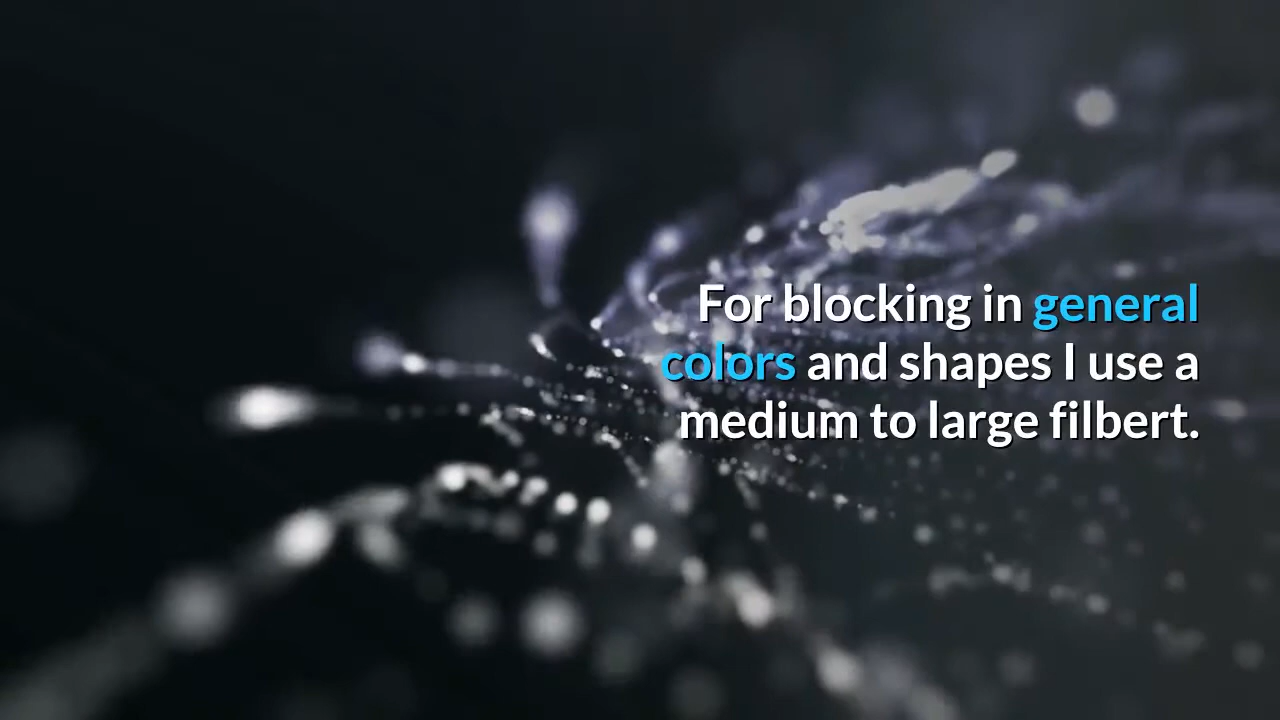 For blocking in general
colors and shapes I use a
medium to large filbert.